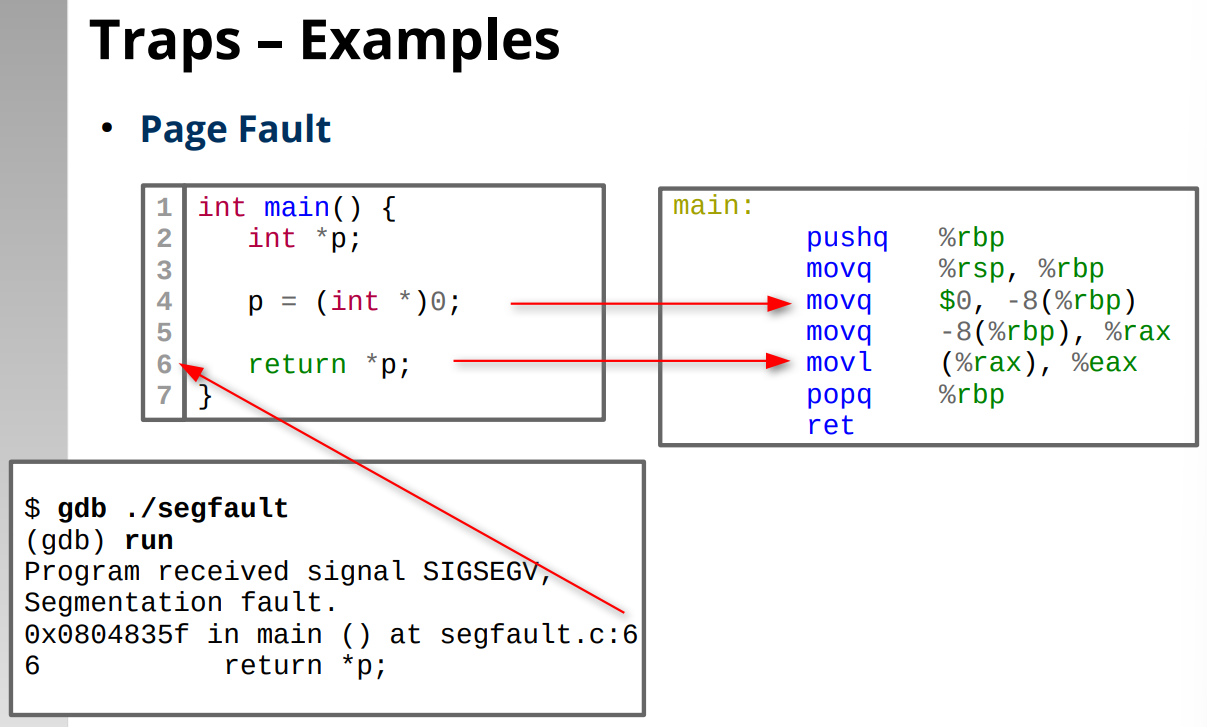 Traps – Examples
• Page Fault
1 int main() {
2 int *p;
3
4 p = (int *)0;
5
6 return *p;
7 }
main:
pushq %rbp
movq %rsp, %rbp
movq $0, -8(%rbp)
movq -8(%rbp), %rax
movl (%rax), %eax
popq %rbp
ret
$ gdb ./segfault
(gdb) run
Program received signal SIGSEGV,
Segmentation fault.
0x0804835f in main () at segfault.c:6
6 return *p;